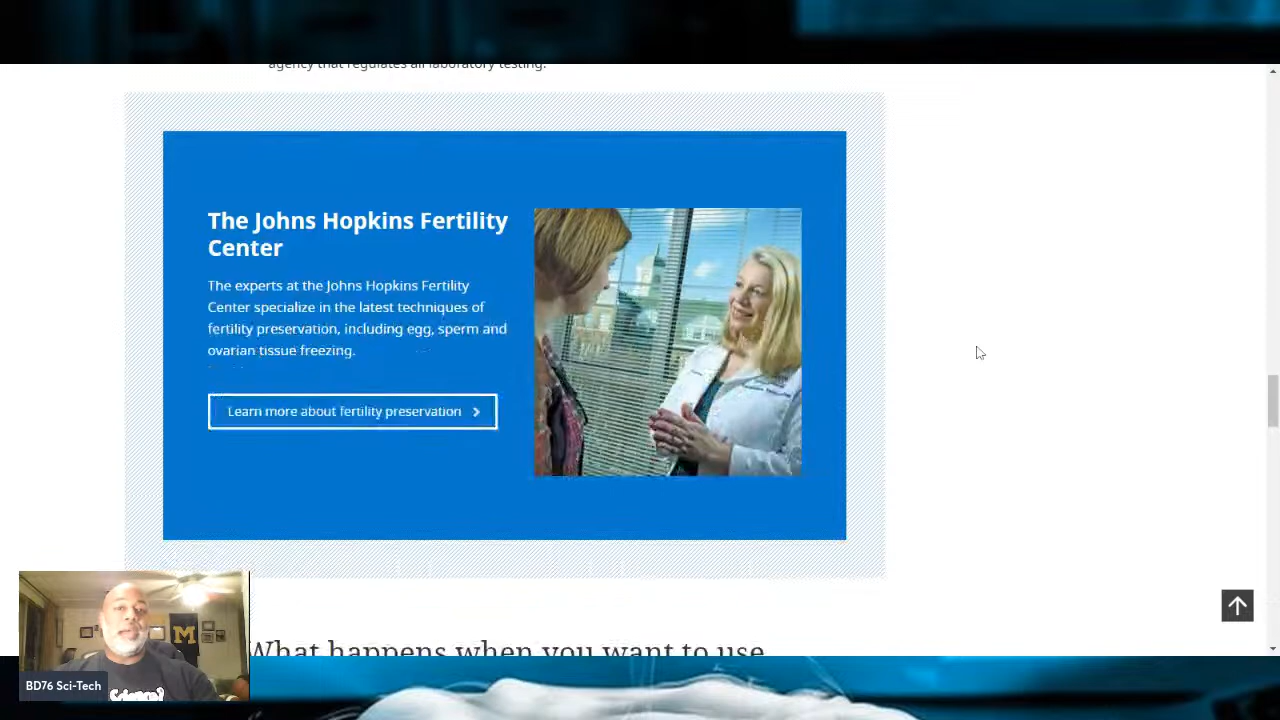 agency that regulates all laboratory testing.
The Johns Hopkins Fertility
Center
The experts at the Johns Hopkins Fertility
Center specialize in the latest techniques of
fertility preservation, including egg, sperm and
ovarian tissue freezing.
Learn more about fertility preservation
What happens when you want to use
M
BD76 Sci-Tech
Science?